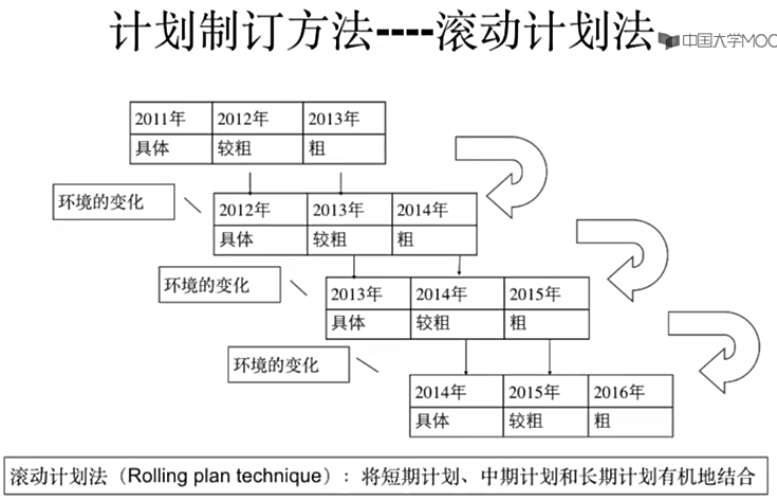 计划制订方法----滚动计划法
中国大学MOOC
2011年 2012年 2013年
具体 较粗 粗
环境的变化
2012年 2013年 2014年
具体 较粗 粗
环境的变化
2013年 2014年 2015年
具体 较粗 粗
环境的变化
2014年 2015年 2016年
具体 较粗 粗
滚动计划法（Rolling plan technique）：将短期计划、中期计划和长期计划有机地结合